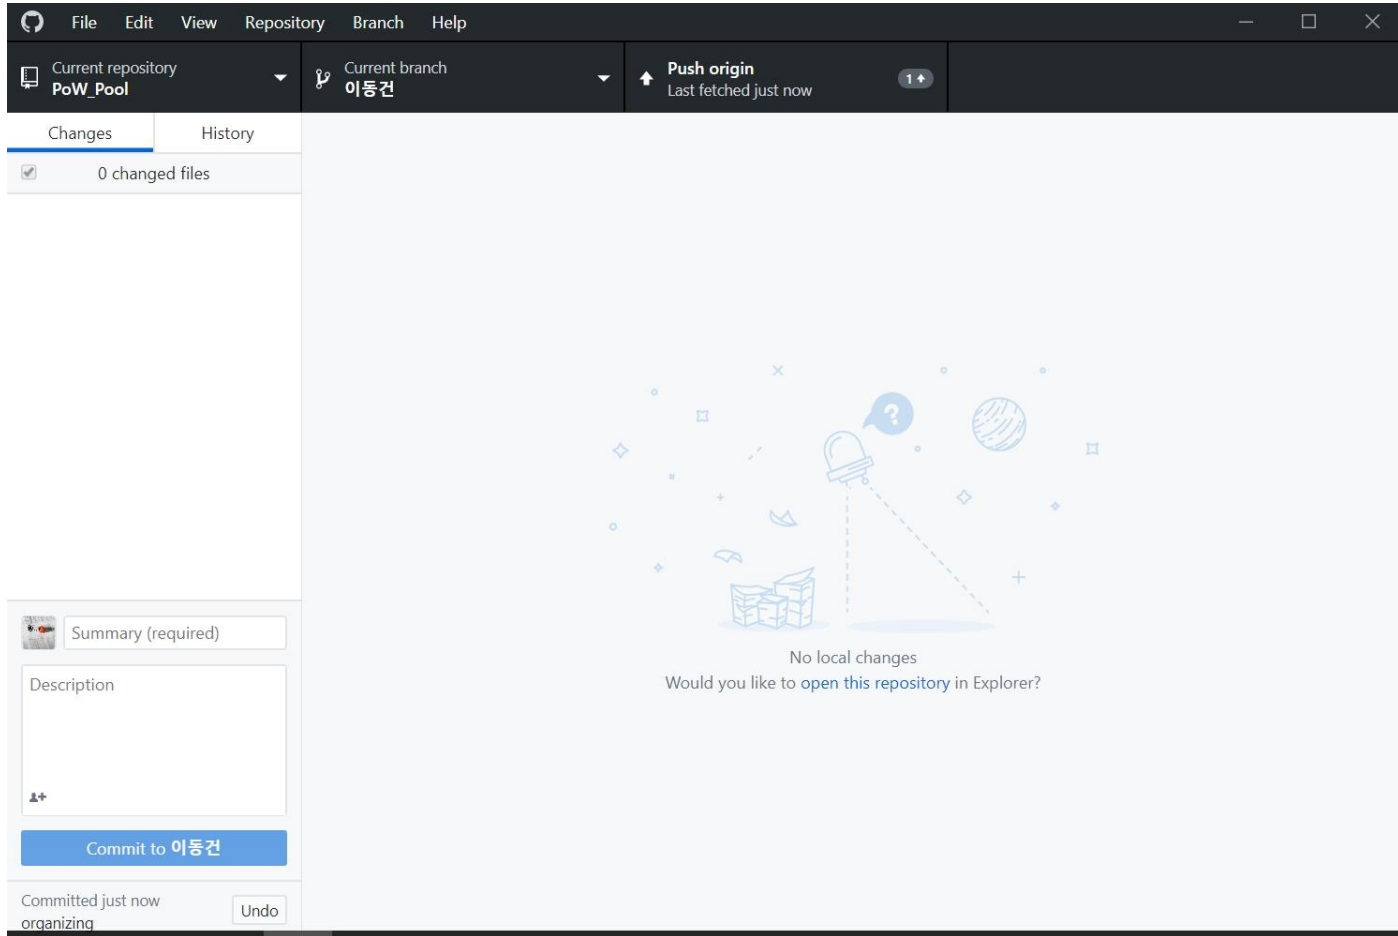 File Edit View Repository Branch Help
Current repository
PoW_Pool
Current branch
이동건
Push origin
Last fetched just now
1
Changes History
0 changed files
?
No local changes
Would you like to open this repository in Explorer?
Summary (required)
Description
Commit to 이동건
Committed just now
organizing
Undo